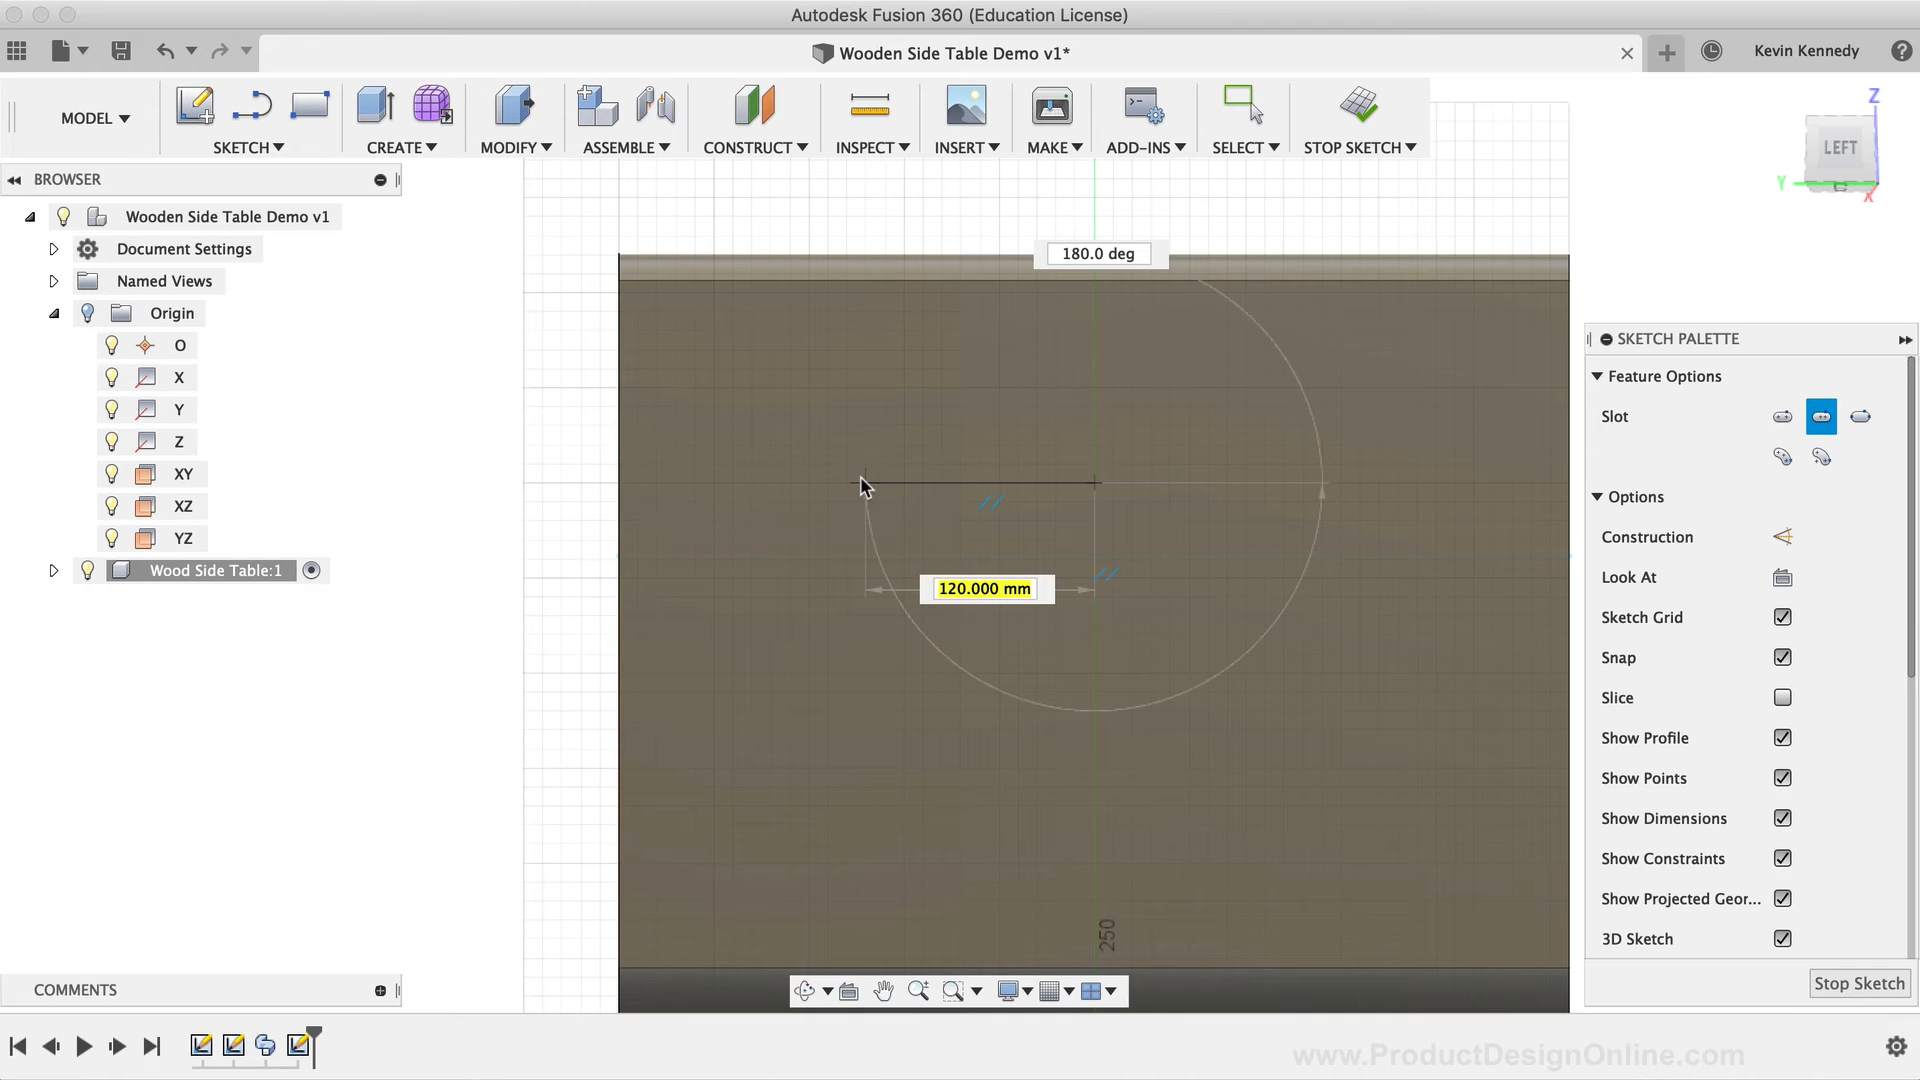 Autodesk Fusion 360 (Education License)
Wooden Side Table Demo v1*
Kevin Kennedy
MODEL
SKETCH
CREATE
MODIFY
ASSEMBLE
CONSTRUCT
INSPECT
INSERT
MAKE
ADD-INS
SELECT
STOP SKETCH
Z
LEFT
Y
X
BROWSER
Wooden Side Table Demo v1
Document Settings
Named Views
Origin
O
X
Y
Z
XY
XZ
YZ
Wood Side Table:1
180.0 deg
120.000 mm
250
SKETCH PALETTE
Feature Options
Slot
Options
Construction
Look At
Sketch Grid
Snap
Slice
Show Profile
Show Points
Show Dimensions
Show Constraints
Show Projected Geor...
3D Sketch
Stop Sketch
COMMENTS
www.ProductDesignOnline.com